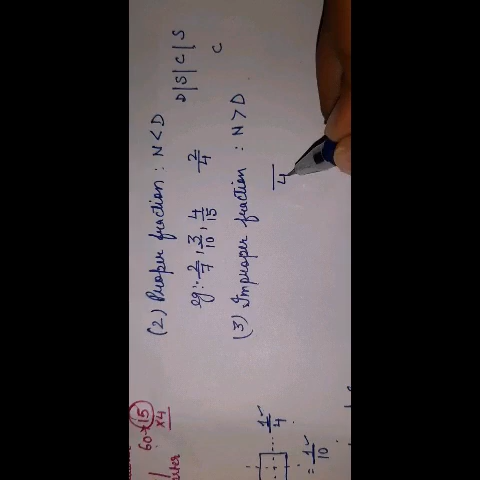 60 → 15
×4
1/4
= 1/10
(2) Proper fraction : N < D
D|S|C|S
C
eg:- 2/7, 3/10, 4/15 2/4
(3) Improper fraction : N > D
4